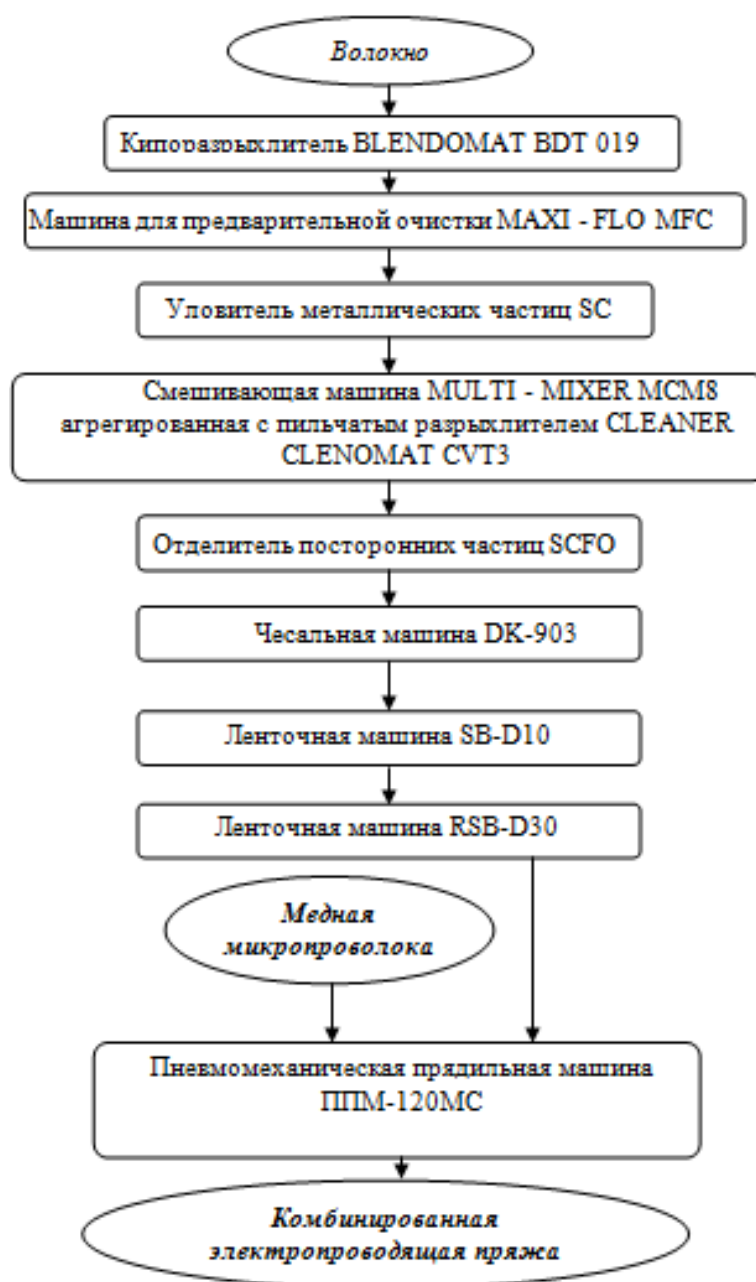 Волокно
Кипоразрыхлитель BLENDOMAT BDT 019
Машина для предварительной очистки MAXI - FLO MFC
Уловитель металлических частиц SC
Смешивающая машина MULTI - MIXER MCM8
агрегированная с пильчатым разрыхлителем CLEANER
CLENOMAT CVT3
Отделитель посторонних частиц SCFO
Чесальная машина DK-903
Ленточная машина SB-D10
Ленточная машина RSB-D30
Медная
микропроволока
Пневмомеханическая прядильная машина
ППМ-120МС
Комбинированная
электропроводящая пряжа